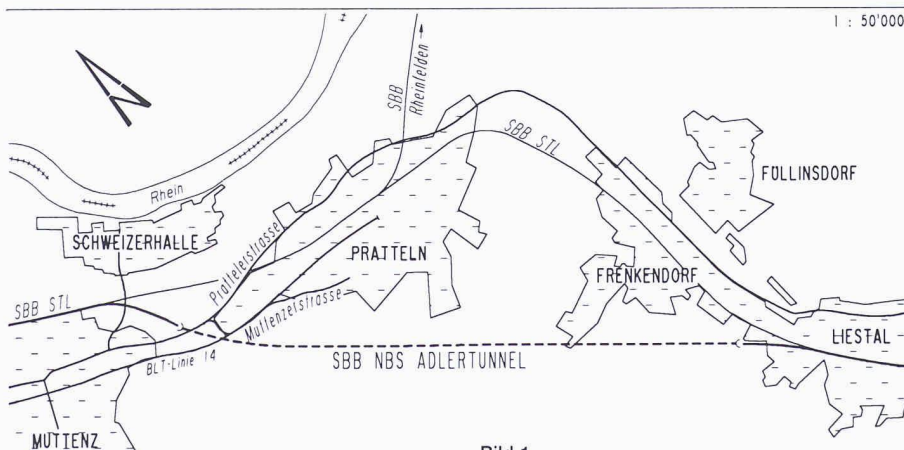 1 : 50'000
SBB
Rheinfelden
SBB STL
FÜLLINSDORF
Rhein
SCHWEIZERHALLE
Prattelerstrasse
PRATTELN
FRENKENDORF
SBB STL
Muttenzerstrasse
LIESTAL
BLT-Linie 14
SBB NBS ADLERTUNNEL
MUTTENZ
Bild 1